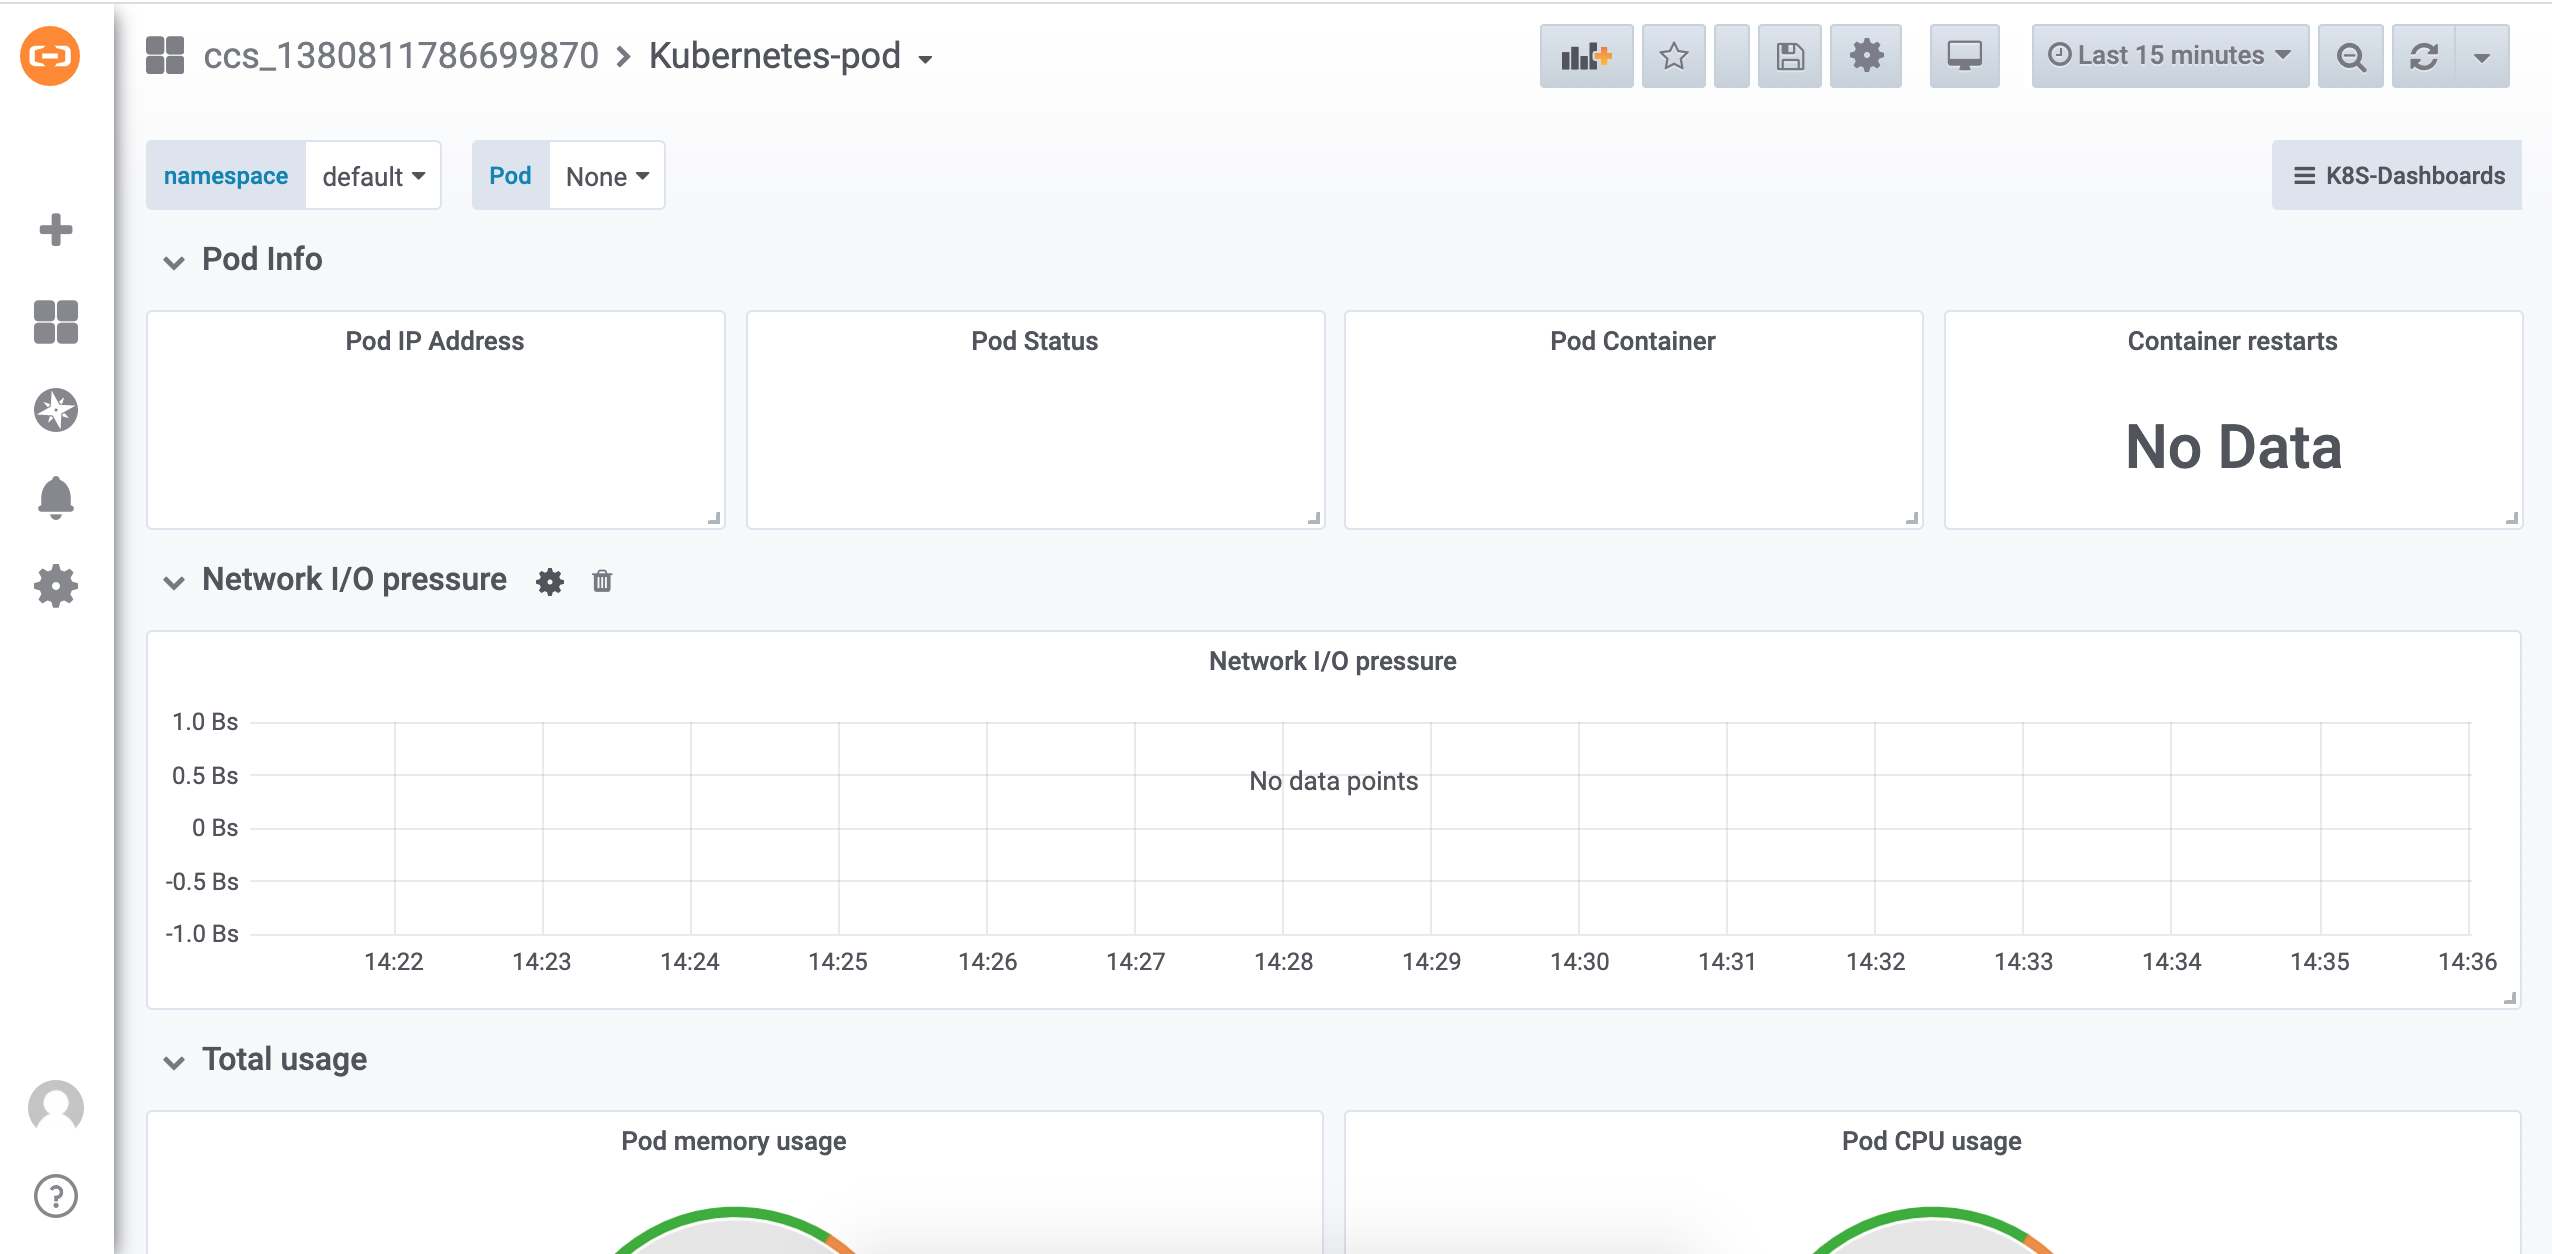 ccs_1380811786699870 > Kubernetes-pod
Last 15 minutes
namespace default Pod None
K8S-Dashboards
Pod Info
Pod IP Address
Pod Status
Pod Container
Container restarts
No Data
Network I/O pressure
Network I/O pressure
1.0 Bs
0.5 Bs
0 Bs
-0.5 Bs
-1.0 Bs
No data points
14:22 14:23 14:24 14:25 14:26 14:27 14:28 14:29 14:30 14:31 14:32 14:33 14:34 14:35 14:36
Total usage
Pod memory usage
Pod CPU usage